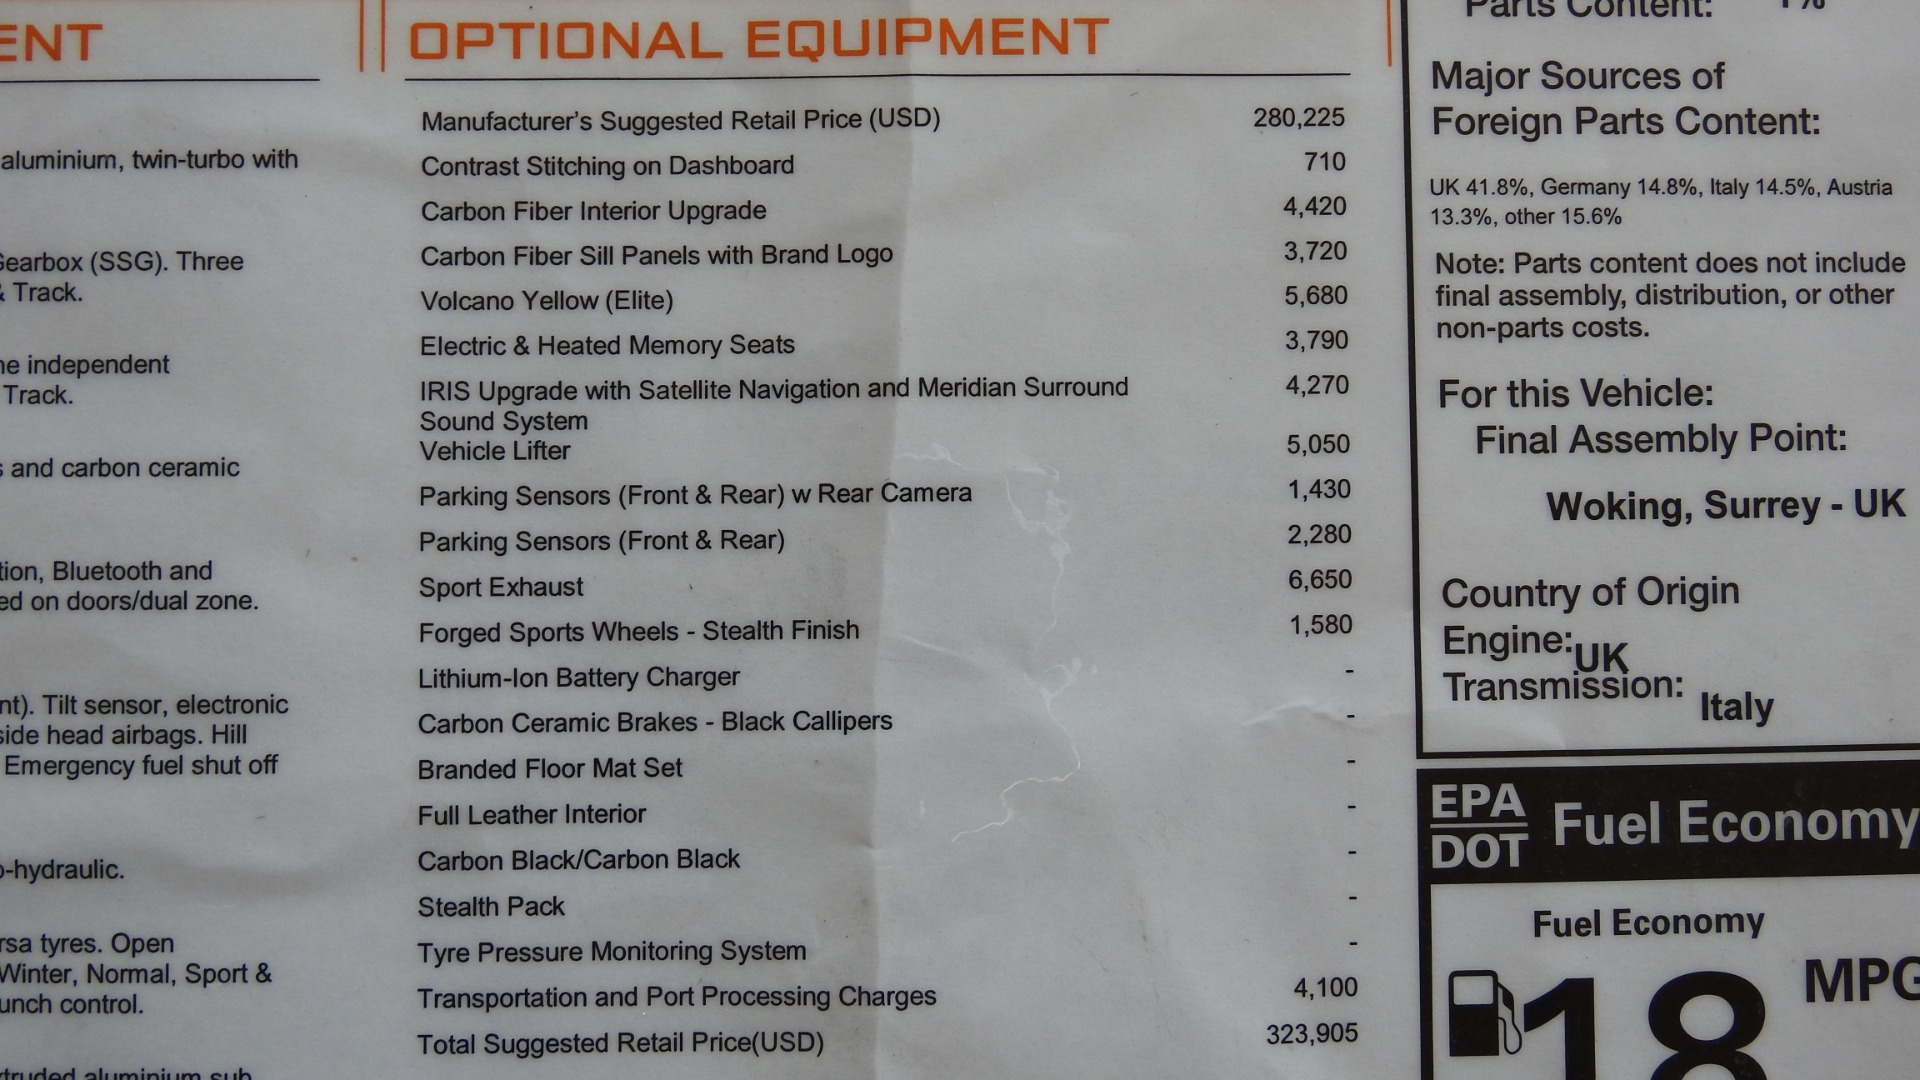 ENT
aluminium, twin-turbo with
Gearbox (SSG). Three
& Track.
independent
Track.
and carbon ceramic
Bluetooth and
on doors/dual zone.
Tilt sensor, electronic
side head airbags. Hill
Emergency fuel shut off
-hydraulic.
tyres. Open
Winter, Normal, Sport &
control.
aluminium sub
OPTIONAL EQUIPMENT
Manufacturer's Suggested Retail Price (USD) 280,225
Contrast Stitching on Dashboard 710
Carbon Fiber Interior Upgrade 4,420
Carbon Fiber Sill Panels with Brand Logo 3,720
Volcano Yellow (Elite) 5,680
Electric & Heated Memory Seats 3,790
IRIS Upgrade with Satellite Navigation and Meridian Surround 4,270
Sound System
Vehicle Lifter 5,050
Parking Sensors (Front & Rear) w Rear Camera 1,430
Parking Sensors (Front & Rear) 2,280
Sport Exhaust 6,650
Forged Sports Wheels - Stealth Finish 1,580
Lithium-Ion Battery Charger -
Carbon Ceramic Brakes - Black Callipers -
Branded Floor Mat Set -
Full Leather Interior -
Carbon Black/Carbon Black -
Stealth Pack -
Tyre Pressure Monitoring System -
Transportation and Port Processing Charges 4,100
Total Suggested Retail Price(USD) 323,905
Parts Content:
Major Sources of
Foreign Parts Content:
UK 41.8%, Germany 14.8%, Italy 14.5%, Austria
13.3%, other 15.6%
Note: Parts content does not include
final assembly, distribution, or other
non-parts costs.
For this Vehicle:
Final Assembly Point:
Woking, Surrey - UK
Country of Origin
Engine: UK
Transmission: Italy
EPA
DOT
Fuel Economy
Fuel Economy
18
MPG